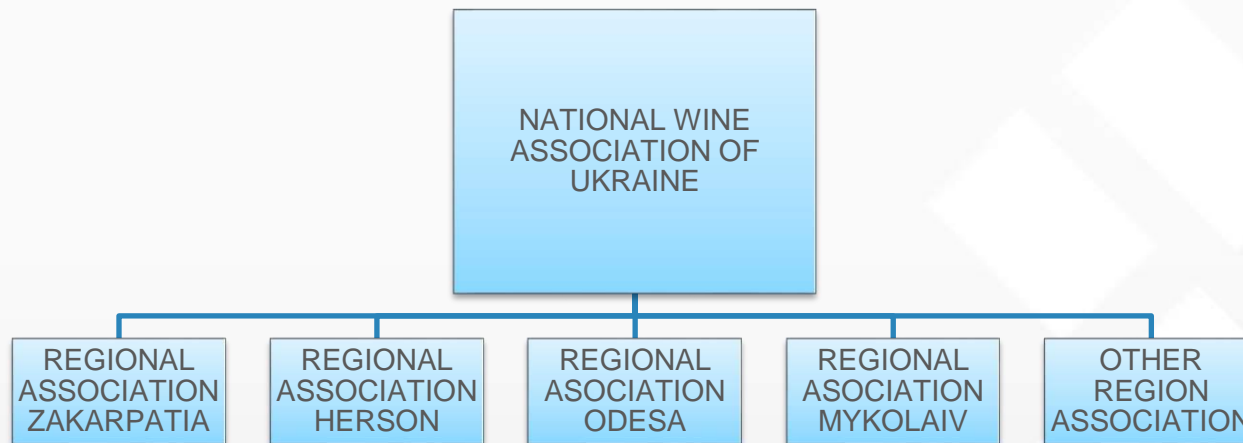 NATIONAL WINE
ASSOCIATION OF
UKRAINE
REGIONAL
ASSOCIATION
ZAKARPATIA
REGIONAL
ASSOCIATION
HERSON
REGIONAL
ASOCIATION
ODESA
REGIONAL
ASOCIATION
MYKOLAIV
OTHER
REGION
ASSOCIATION